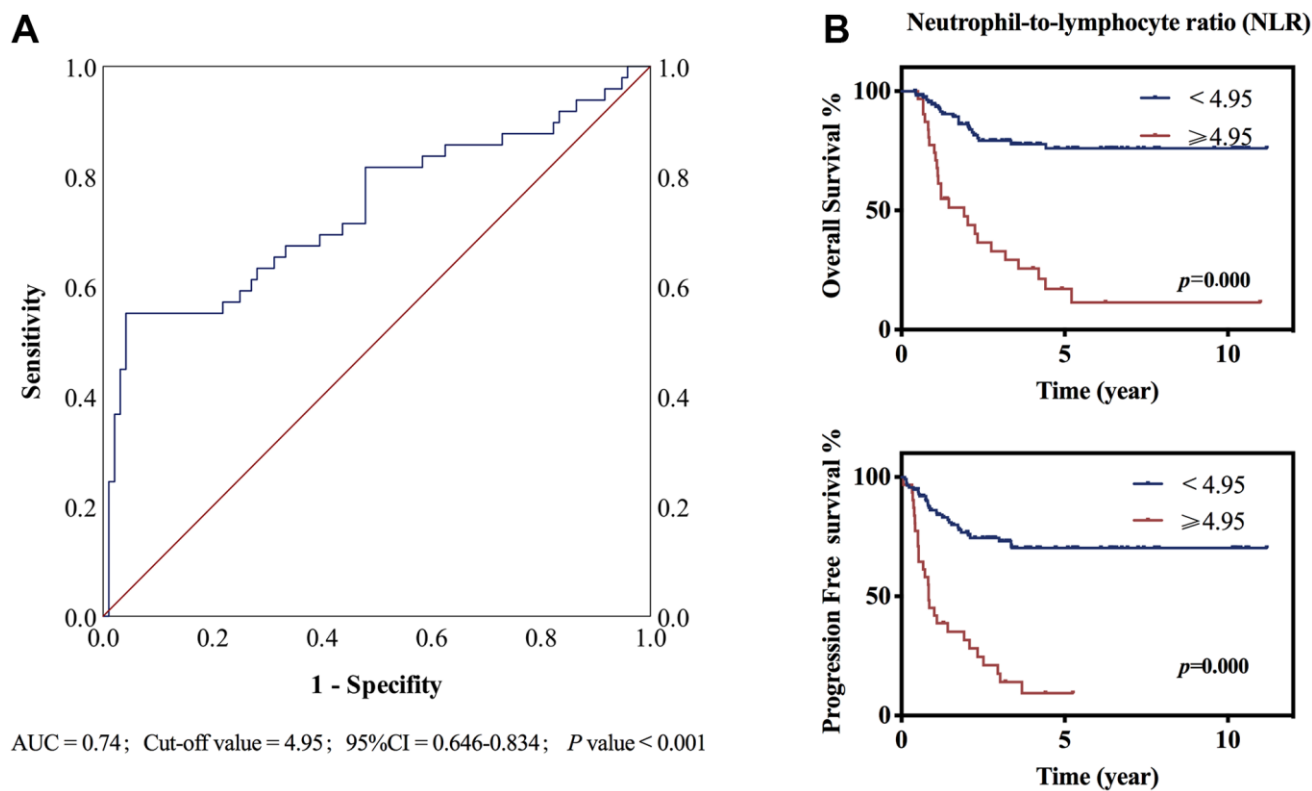 A
1.0
0.8
0.6
0.4
0.2
0.0
Sensitivity
1.0
0.8
0.6
0.4
0.2
0.0
0.0 0.2 0.4 0.6 0.8 1.0
1 - Specifity
AUC = 0.74; Cut-off value = 4.95; 95%CI = 0.646-0.834; P value < 0.001
B
Neutrophil-to-lymphocyte ratio (NLR)
Overall Survival %
100
50
0
< 4.95
⩾4.95
p=0.000
0 5 10
Time (year)
Progression Free survival %
100
50
0
< 4.95
⩾4.95
p=0.000
0 5 10
Time (year)